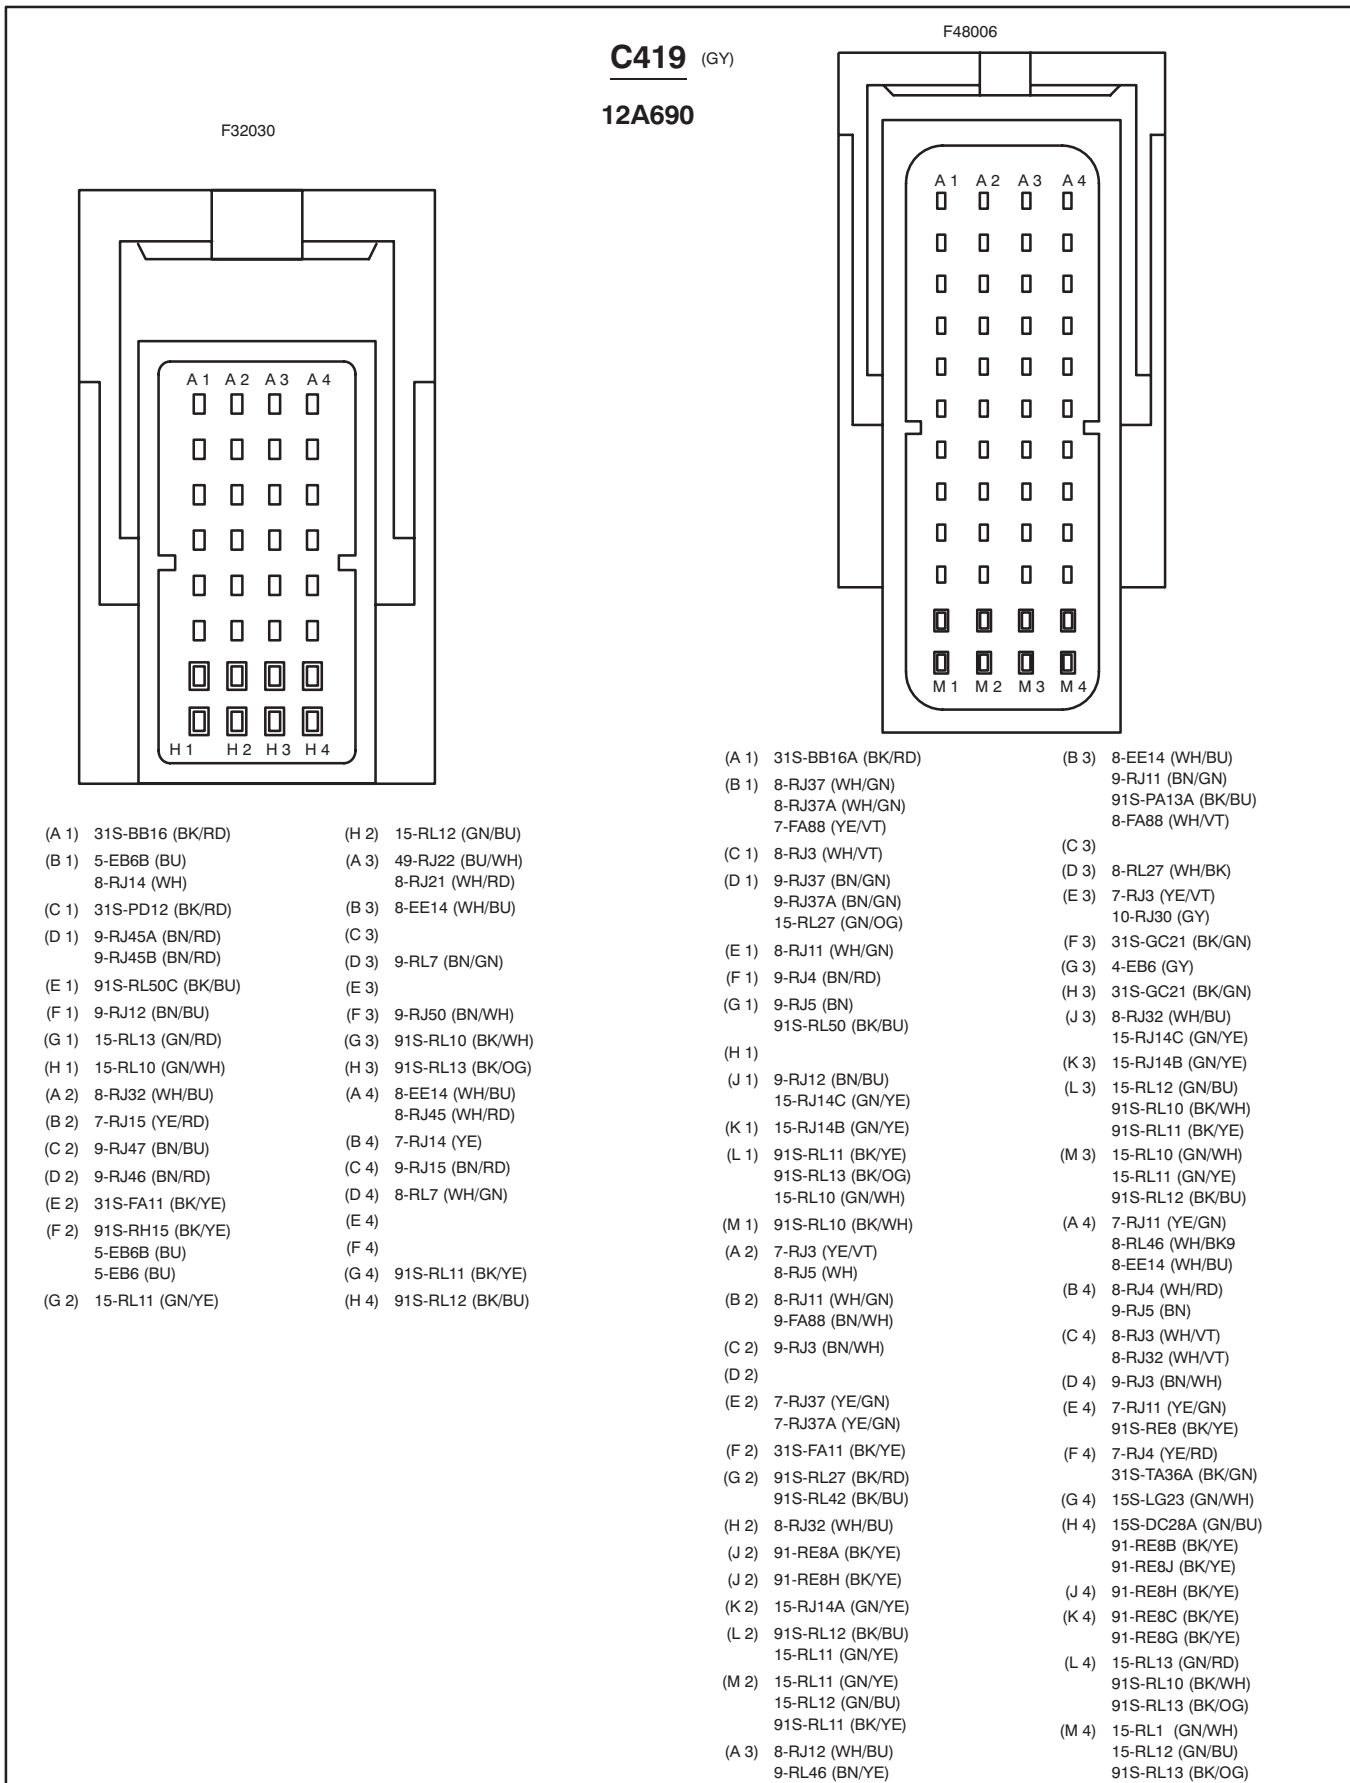 C419 (GY)
12A690
F32030
A 1 A 2 A 3 A 4
H 1 H 2 H 3 H 4
(A 1) 31S-BB16 (BK/RD)
(B 1) 5-EB6B (BU)
8-RJ14 (WH)
(C 1) 31S-PD12 (BK/RD)
(D 1) 9-RJ45A (BN/RD)
9-RJ45B (BN/RD)
(E 1) 91S-RL50C (BK/BU)
(F 1) 9-RJ12 (BN/BU)
(G 1) 15-RL13 (GN/RD)
(H 1) 15-RL10 (GN/WH)
(A 2) 8-RJ32 (WH/BU)
(B 2) 7-RJ15 (YE/RD)
(C 2) 9-RJ47 (BN/BU)
(D 2) 9-RJ46 (BN/RD)
(E 2) 31S-FA11 (BK/YE)
(F 2) 91S-RH15 (BK/YE)
5-EB6B (BU)
5-EB6 (BU)
(G 2) 15-RL11 (GN/YE)
(H 2) 15-RL12 (GN/BU)
(A 3) 49-RJ22 (BU/WH)
8-RJ21 (WH/RD)
(B 3) 8-EE14 (WH/BU)
(C 3)
(D 3) 9-RL7 (BN/GN)
(E 3)
(F 3) 9-RJ50 (BN/WH)
(G 3) 91S-RL10 (BK/WH)
(H 3) 91S-RL13 (BK/OG)
(A 4) 8-EE14 (WH/BU)
8-RJ45 (WH/RD)
(B 4) 7-RJ14 (YE)
(C 4) 9-RJ15 (BN/RD)
(D 4) 8-RL7 (WH/GN)
(E 4)
(F 4)
(G 4) 91S-RL11 (BK/YE)
(H 4) 91S-RL12 (BK/BU)
F48006
A 1 A 2 A 3 A 4
M 1 M 2 M 3 M 4
(A 1) 31S-BB16A (BK/RD)
(B 1) 8-RJ37 (WH/GN)
8-RJ37A (WH/GN)
7-FA88 (YE/VT)
(C 1) 8-RJ3 (WH/VT)
(D 1) 9-RJ37 (BN/GN)
9-RJ37A (BN/GN)
15-RL27 (GN/OG)
(E 1) 8-RJ11 (WH/GN)
(F 1) 9-RJ4 (BN/RD)
(G 1) 9-RJ5 (BN)
91S-RL50 (BK/BU)
(H 1)
(J 1) 9-RJ12 (BN/BU)
15-RJ14C (GN/YE)
(K 1) 15-RJ14B (GN/YE)
(L 1) 91S-RL11 (BK/YE)
91S-RL13 (BK/OG)
15-RL10 (GN/WH)
(M 1) 91S-RL10 (BK/WH)
(A 2) 7-RJ3 (YE/VT)
8-RJ5 (WH)
(B 2) 8-RJ11 (WH/GN)
9-FA88 (BN/WH)
(C 2) 9-RJ3 (BN/WH)
(D 2)
(E 2) 7-RJ37 (YE/GN)
7-RJ37A (YE/GN)
(F 2) 31S-FA11 (BK/YE)
(G 2) 91S-RL27 (BK/RD)
91S-RL42 (BK/BU)
(H 2) 8-RJ32 (WH/BU)
(J 2) 91-RE8A (BK/YE)
(J 2) 91-RE8H (BK/YE)
(K 2) 15-RJ14A (GN/YE)
(L 2) 91S-RL12 (BK/BU)
15-RL11 (GN/YE)
(M 2) 15-RL11 (GN/YE)
15-RL12 (GN/BU)
91S-RL11 (BK/YE)
(A 3) 8-RJ12 (WH/BU)
9-RL46 (BN/YE)
(B 3) 8-EE14 (WH/BU)
9-RJ11 (BN/GN)
91S-PA13A (BK/BU)
8-FA88 (WH/VT)
(C 3)
(D 3) 8-RL27 (WH/BK)
(E 3) 7-RJ3 (YE/VT)
10-RJ30 (GY)
(F 3) 31S-GC21 (BK/GN)
(G 3) 4-EB6 (GY)
(H 3) 31S-GC21 (BK/GN)
(J 3) 8-RJ32 (WH/BU)
15-RJ14C (GN/YE)
(K 3) 15-RJ14B (GN/YE)
(L 3) 15-RL12 (GN/BU)
91S-RL10 (BK/WH)
91S-RL11 (BK/YE)
(M 3) 15-RL10 (GN/WH)
15-RL11 (GN/YE)
91S-RL12 (BK/BU)
(A 4) 7-RJ11 (YE/GN)
8-RL46 (WH/BK9
8-EE14 (WH/BU)
(B 4) 8-RJ4 (WH/RD)
9-RJ5 (BN)
(C 4) 8-RJ3 (WH/VT)
8-RJ32 (WH/VT)
(D 4) 9-RJ3 (BN/WH)
(E 4) 7-RJ11 (YE/GN)
91S-RE8 (BK/YE)
(F 4) 7-RJ4 (YE/RD)
31S-TA36A (BK/GN)
(G 4) 15S-LG23 (GN/WH)
(H 4) 15S-DC28A (GN/BU)
91-RE8B (BK/YE)
91-RE8J (BK/YE)
(J 4) 91-RE8H (BK/YE)
(K 4) 91-RE8C (BK/YE)
91-RE8G (BK/YE)
(L 4) 15-RL13 (GN/RD)
91S-RL10 (BK/WH)
91S-RL13 (BK/OG)
(M 4) 15-RL1 (GN/WH)
15-RL12 (GN/BU)
91S-RL13 (BK/OG)